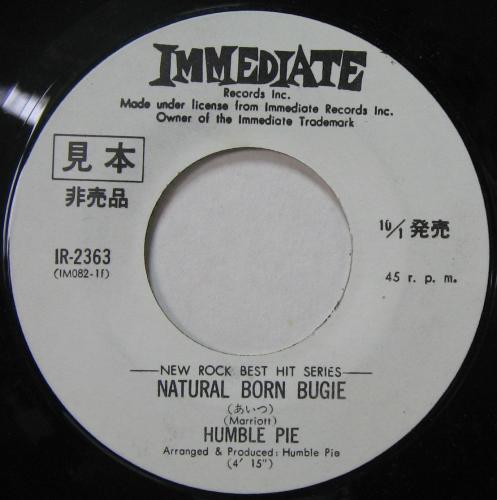 IMMEDIATE
Records Inc.
Made under license from Immediate Records Inc.
Owner of the Immediate Trademark
見本
非売品
IR-2363
(IM082-1f)
10/1 発売
45 r. p. m.
NEW ROCK BEST HIT SERIES
NATURAL BORN BUGIE
(あいつ)
(Marriott)
HUMBLE PIE
Arranged & Produced: Humble Pie
(4′ 15″)